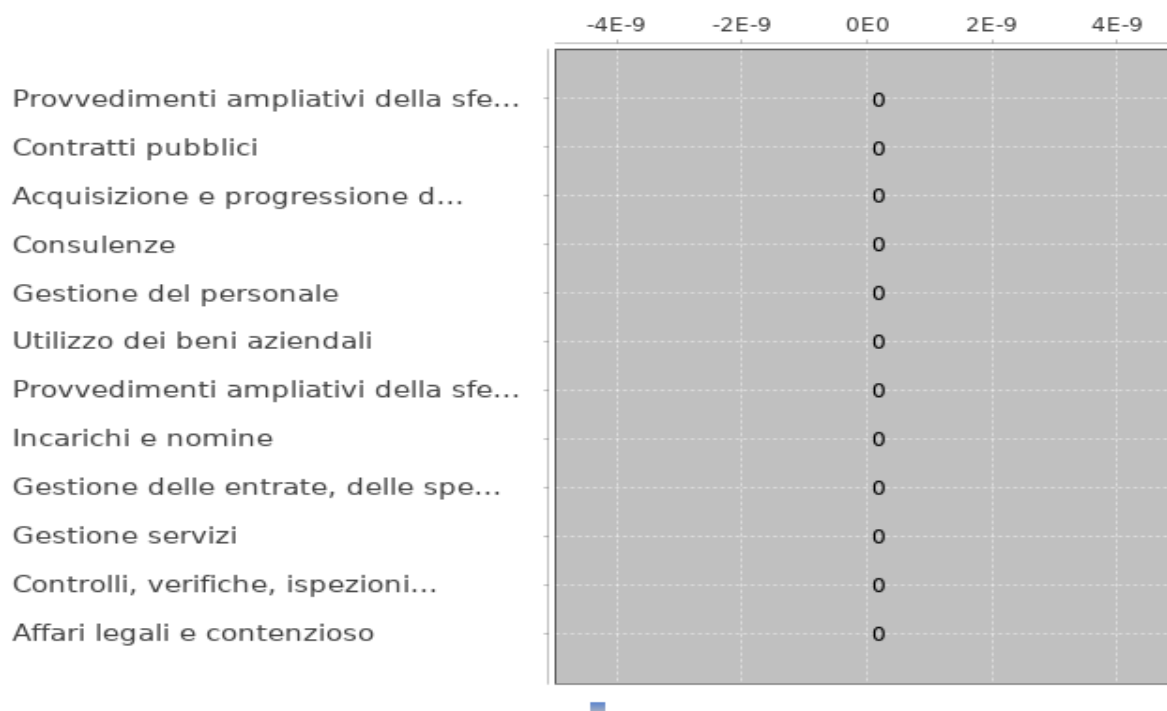 -4E-9 -2E-9 0E0 2E-9 4E-9
Provvedimenti ampliativi della sfe... 0
Contratti pubblici 0
Acquisizione e progressione d... 0
Consulenze 0
Gestione del personale 0
Utilizzo dei beni aziendali 0
Provvedimenti ampliativi della sfe... 0
Incarichi e nomine 0
Gestione delle entrate, delle spe... 0
Gestione servizi 0
Controlli, verifiche, ispezioni... 0
Affari legali e contenzioso 0